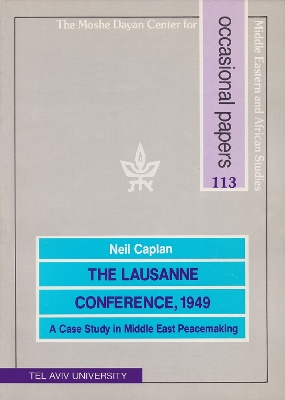 The Moshe Dayan Center for
Middle Eastern and African Studies
occasional papers
113
Neil Caplan
THE LAUSANNE
CONFERENCE, 1949
A Case Study in Middle East Peacemaking
TEL AVIV UNIVERSITY